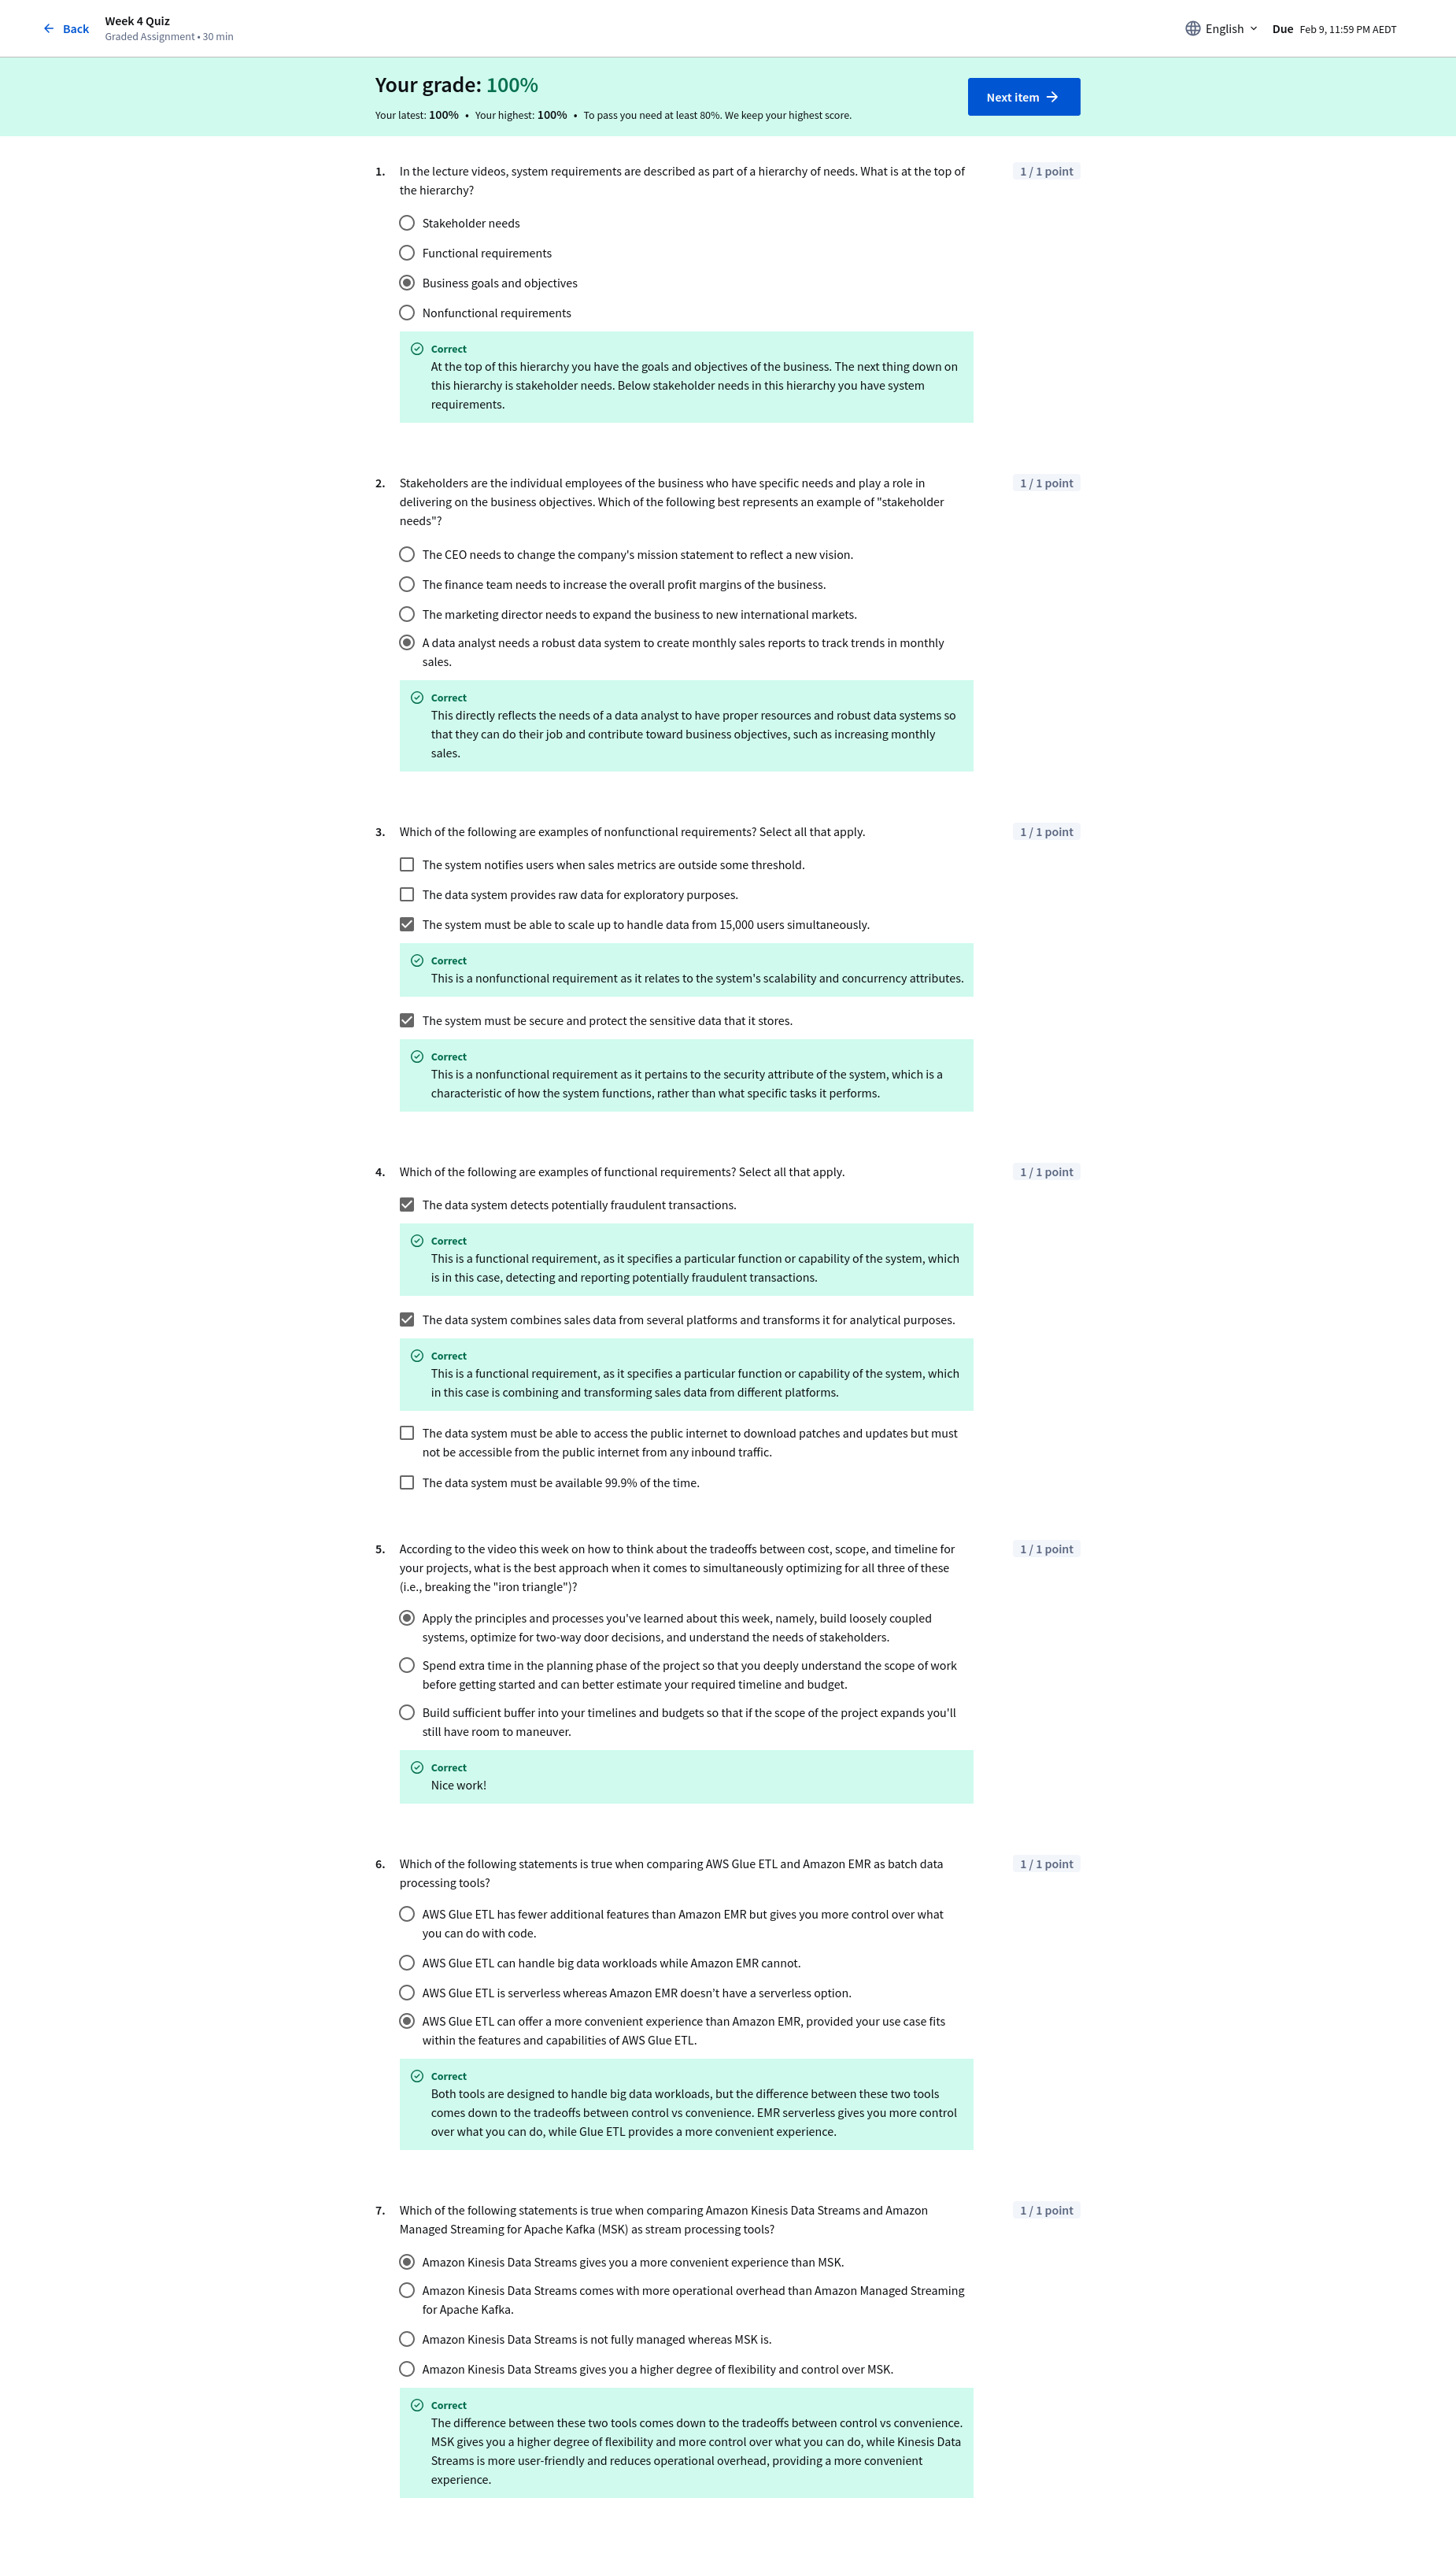 Back
Week 4 Quiz
Graded Assignment • 30 min
English
Due Feb 9, 11:59 PM AEDT
Your grade: 100%
Your latest: 100% • Your highest: 100% • To pass you need at least 80%. We keep your highest score.
Next item
1. In the lecture videos, system requirements are described as part of a hierarchy of needs. What is at the top of
the hierarchy?
1 / 1 point
Stakeholder needs
Functional requirements
Business goals and objectives
Nonfunctional requirements
Correct
At the top of this hierarchy you have the goals and objectives of the business. The next thing down on
this hierarchy is stakeholder needs. Below stakeholder needs in this hierarchy you have system
requirements.
2. Stakeholders are the individual employees of the business who have specific needs and play a role in
delivering on the business objectives. Which of the following best represents an example of "stakeholder
needs"?
1 / 1 point
The CEO needs to change the company's mission statement to reflect a new vision.
The finance team needs to increase the overall profit margins of the business.
The marketing director needs to expand the business to new international markets.
A data analyst needs a robust data system to create monthly sales reports to track trends in monthly
sales.
Correct
This directly reflects the needs of a data analyst to have proper resources and robust data systems so
that they can do their job and contribute toward business objectives, such as increasing monthly
sales.
3. Which of the following are examples of nonfunctional requirements? Select all that apply.
1 / 1 point
The system notifies users when sales metrics are outside some threshold.
The data system provides raw data for exploratory purposes.
The system must be able to scale up to handle data from 15,000 users simultaneously.
Correct
This is a nonfunctional requirement as it relates to the system's scalability and concurrency attributes.
The system must be secure and protect the sensitive data that it stores.
Correct
This is a nonfunctional requirement as it pertains to the security attribute of the system, which is a
characteristic of how the system functions, rather than what specific tasks it performs.
4. Which of the following are examples of functional requirements? Select all that apply.
1 / 1 point
The data system detects potentially fraudulent transactions.
Correct
This is a functional requirement, as it specifies a particular function or capability of the system, which
is in this case, detecting and reporting potentially fraudulent transactions.
The data system combines sales data from several platforms and transforms it for analytical purposes.
Correct
This is a functional requirement, as it specifies a particular function or capability of the system, which
in this case is combining and transforming sales data from different platforms.
The data system must be able to access the public internet to download patches and updates but must
not be accessible from the public internet from any inbound traffic.
The data system must be available 99.9% of the time.
5. According to the video this week on how to think about the tradeoffs between cost, scope, and timeline for
your projects, what is the best approach when it comes to simultaneously optimizing for all three of these
(i.e., breaking the "iron triangle")?
1 / 1 point
Apply the principles and processes you've learned about this week, namely, build loosely coupled
systems, optimize for two-way door decisions, and understand the needs of stakeholders.
Spend extra time in the planning phase of the project so that you deeply understand the scope of work
before getting started and can better estimate your required timeline and budget.
Build sufficient buffer into your timelines and budgets so that if the scope of the project expands you'll
still have room to maneuver.
Correct
Nice work!
6. Which of the following statements is true when comparing AWS Glue ETL and Amazon EMR as batch data
processing tools?
1 / 1 point
AWS Glue ETL has fewer additional features than Amazon EMR but gives you more control over what
you can do with code.
AWS Glue ETL can handle big data workloads while Amazon EMR cannot.
AWS Glue ETL is serverless whereas Amazon EMR doesn't have a serverless option.
AWS Glue ETL can offer a more convenient experience than Amazon EMR, provided your use case fits
within the features and capabilities of AWS Glue ETL.
Correct
Both tools are designed to handle big data workloads, but the difference between these two tools
comes down to the tradeoffs between control vs convenience. EMR serverless gives you more control
over what you can do, while Glue ETL provides a more convenient experience.
7. Which of the following statements is true when comparing Amazon Kinesis Data Streams and Amazon
Managed Streaming for Apache Kafka (MSK) as stream processing tools?
1 / 1 point
Amazon Kinesis Data Streams gives you a more convenient experience than MSK.
Amazon Kinesis Data Streams comes with more operational overhead than Amazon Managed Streaming
for Apache Kafka.
Amazon Kinesis Data Streams is not fully managed whereas MSK is.
Amazon Kinesis Data Streams gives you a higher degree of flexibility and control over MSK.
Correct
The difference between these two tools comes down to the tradeoffs between control vs convenience.
MSK gives you a higher degree of flexibility and more control over what you can do, while Kinesis Data
Streams is more user-friendly and reduces operational overhead, providing a more convenient
experience.